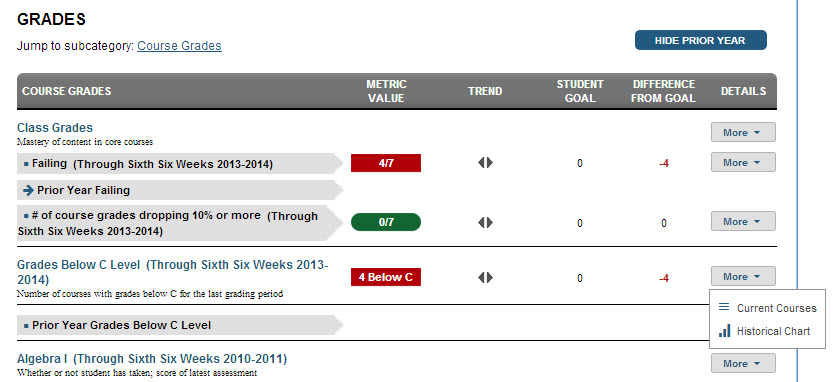 GRADES
Jump to subcategory: Course Grades
HIDE PRIOR YEAR
COURSE GRADES
METRIC
VALUE
TREND
STUDENT
GOAL
DIFFERENCE
FROM GOAL
DETAILS
Class Grades
Mastery of content in core courses
More
Failing (Through Sixth Six Weeks 2013-2014)
4/7
0
-4
More
Prior Year Failing
# of course grades dropping 10% or more (Through
Sixth Six Weeks 2013-2014)
0/7
0
0
More
Grades Below C Level (Through Sixth Six Weeks 2013-
2014)
Number of courses with grades below C for the last grading period
4 Below C
0
-4
More
Current Courses
Historical Chart
Prior Year Grades Below C Level
Algebra I (Through Sixth Six Weeks 2010-2011)
Whether or not student has taken; score of latest assessment
More